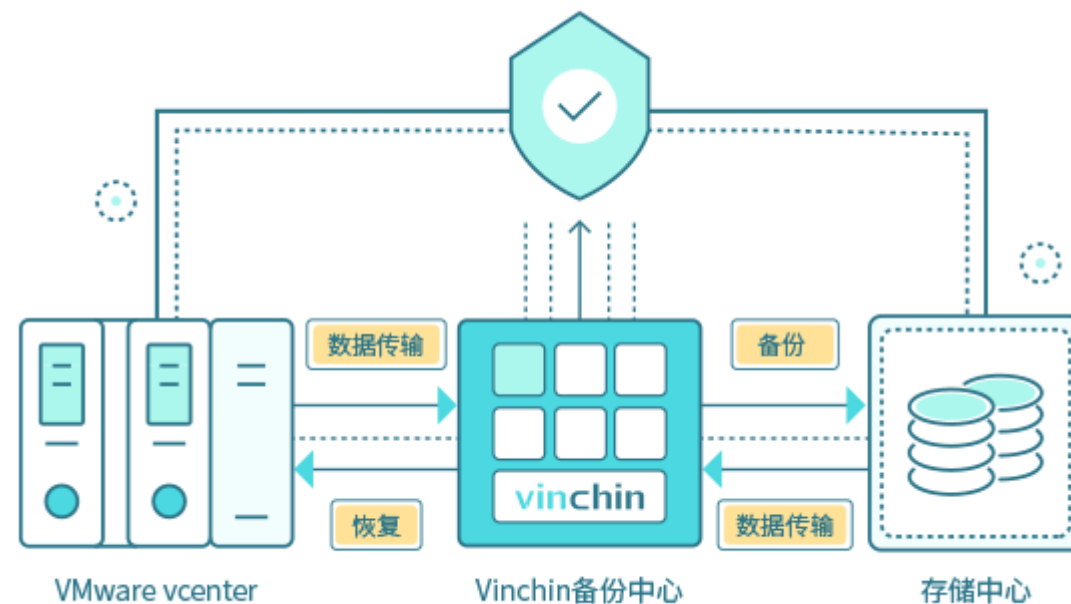 数据传输
备份
vinchin
恢复
数据传输
VMware vcenter
Vinchin备份中心
存储中心